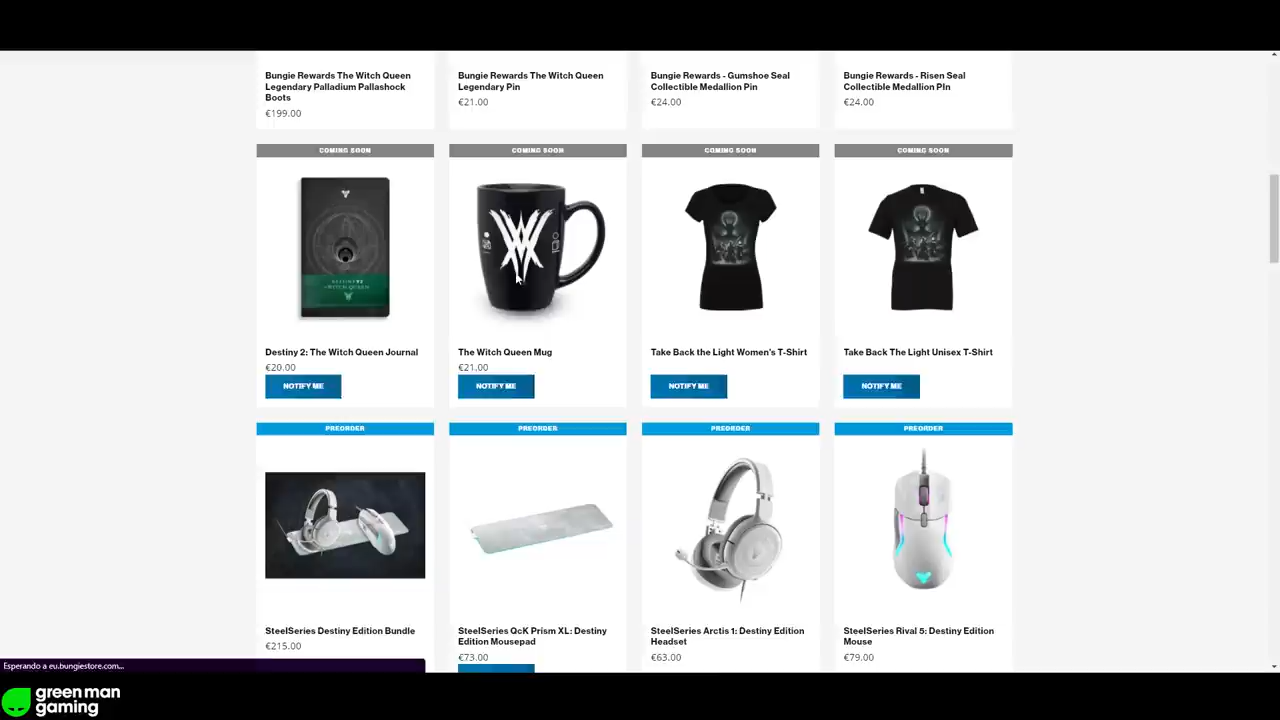 Bungie Rewards The Witch Queen
Legendary Palladium Pallashock
Boots
€199.00
Bungie Rewards The Witch Queen
Legendary Pin
€21.00
Bungie Rewards - Gumshoe Seal
Collectible Medallion Pin
€24.00
Bungie Rewards - Risen Seal
Collectible Medallion PIn
€24.00
COMING SOON
COMING SOON
COMING SOON
COMING SOON
Destiny 2: The Witch Queen Journal
€20.00
NOTIFY ME
The Witch Queen Mug
€21.00
NOTIFY ME
Take Back the Light Women's T-Shirt
NOTIFY ME
Take Back The Light Unisex T-Shirt
NOTIFY ME
PREORDER
PREORDER
PREORDER
PREORDER
SteelSeries Destiny Edition Bundle
€215.00
SteelSeries QcK Prism XL: Destiny
Edition Mousepad
€73.00
SteelSeries Arctis 1: Destiny Edition
Headset
€63.00
SteelSeries Rival 5: Destiny Edition
Mouse
€79.00
Esperando a eu.bungiestore.com...
green man
gaming